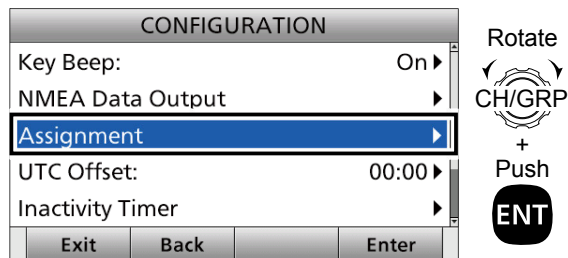 CONFIGURATION
Key Beep: On
NMEA Data Output
Assignment
UTC Offset: 00:00
Inactivity Timer
Exit Back Enter
Rotate
CH/GRP
+
Push
ENT